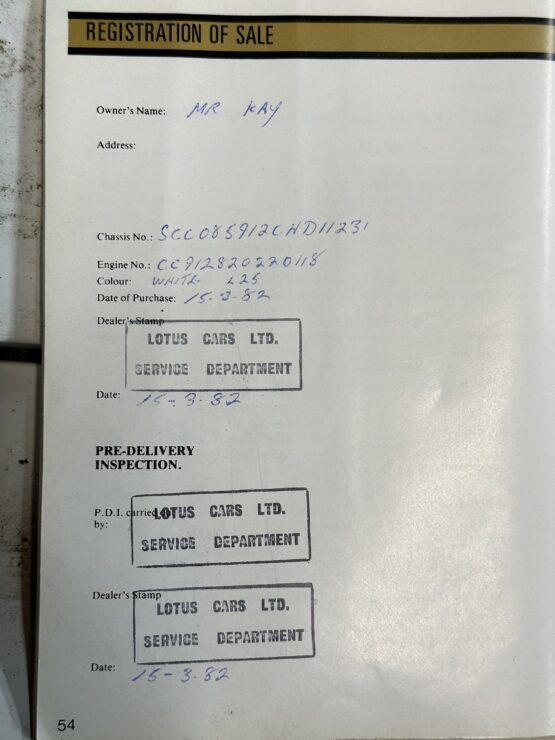 REGISTRATION OF SALE
Owner's Name: MR KAY
Address:
Chassis No.: SCC085912CHD11231
Engine No.: CC912820220118
Colour: WHITE L25
Date of Purchase: 15-3.82
Dealer's Stamp
LOTUS CARS LTD.
SERVICE DEPARTMENT
Date: 15-3.82
PRE-DELIVERY
INSPECTION.
P.D.I. carried
by:
LOTUS CARS LTD.
SERVICE DEPARTMENT
Dealer's Stamp
LOTUS CARS LTD.
SERVICE DEPARTMENT
Date: 15-3.82
54